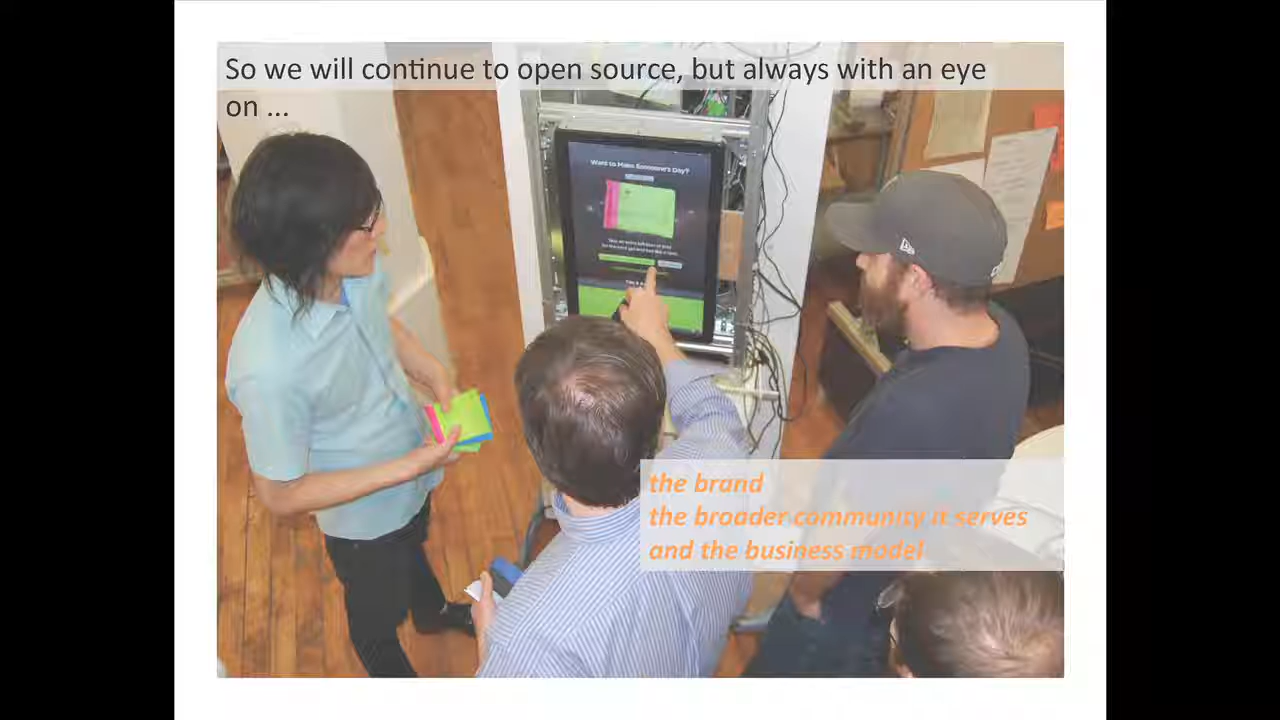 So we will continue to open source, but always with an eye
on ...
Want to Make Someone's Day?
the brand
the broader community it serves
and the business model